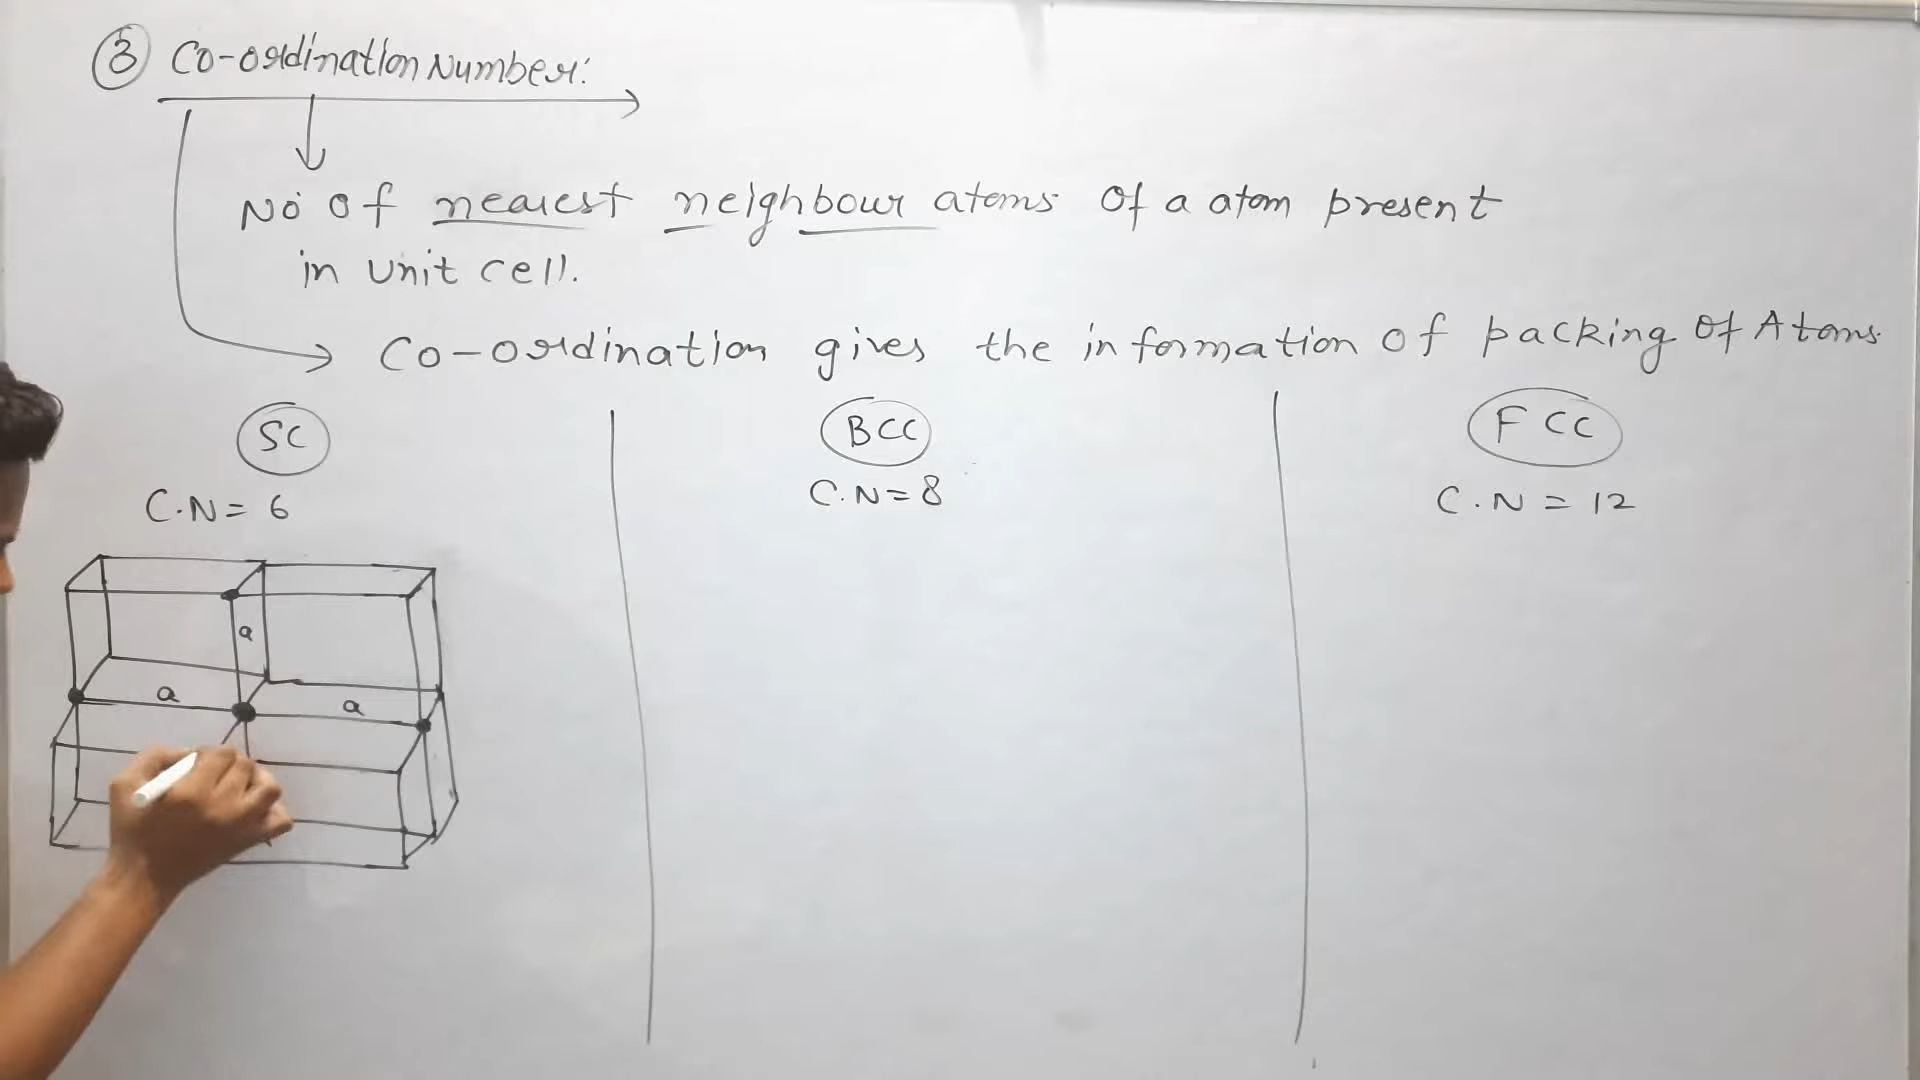 ③ Co-ordination Number:
No of nearest neighbour atoms of a atom present
in unit cell.
Co-ordination gives the information of packing of Atoms.
SC
BCC
FCC
C.N = 6
C.N = 8
C.N = 12
a
a
a